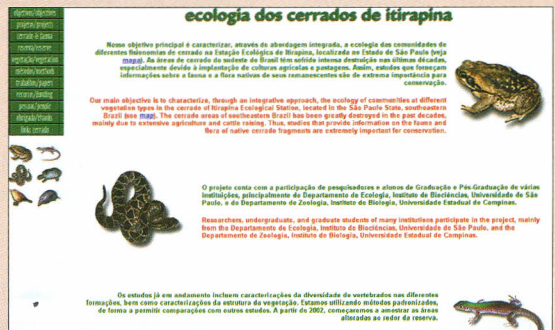 ecologia dos cerrados de itirapina
objetivos/objectives
projetos/projects
cerrado & fauna
reserva/reserve
vegetação/vegetation
métodos/methods
trabalhos/papers
recursos/funding
pessoas/people
obrigado/thanks
links cerrado
Nosso objetivo principal é caracterizar, através de abordagem integrada, a ecologia das comunidades de
diferentes fisionomias de cerrado na Estação Ecológica de Itirapina, localizada no Estado de São Paulo (veja
mapa). As áreas de cerrado do sudeste do Brasil têm sofrido intensa destruição nas últimas décadas,
especialmente devido à implantação de culturas agrícolas e pastagens. Assim, estudos que forneçam
informações sobre a fauna e a flora nativas de seus remanescentes são de extrema importância para
conservação.
Our main objective is to characterize, through an integrative approach, the ecology of communities at different
vegetation types in the cerrado of Itirapina Ecological Station, located in the São Paulo State, southeastern
Brazil (see map). The cerrado areas of southeastern Brazil has been greatly destroyed in the past decades,
mainly due to extensive agriculture and cattle raising. Thus, studies that provide information on the fauna and
flora of native cerrado fragments are extremely important for conservation.
O projeto conta com a participação de pesquisadores e alunos de Graduação e Pós-Graduação de várias
instituições, principalmente do Departamento de Ecologia, Instituto de Biociências, Universidade de São
Paulo, e do Departamento de Zoologia, Instituto de Biologia, Universidade Estadual de Campinas.
Researchers, undergraduate, and graduate students of many institutions participate in the project, mainly
from the Departamento de Ecologia, Instituto de Biociências, Universidade de São Paulo, and the
Departamento de Zoologia, Instituto de Biologia, Universidade Estadual de Campinas.
Os estudos já em andamento incluem caracterizações da diversidade de vertebrados nas diferentes
formações, bem como caracterizações da estrutura da vegetação. Estamos utilizando métodos padronizados,
de forma a permitir comparações com outros estudos. A partir de 2002, começaremos a amostrar as áreas
alteradas ao redor da reserva.